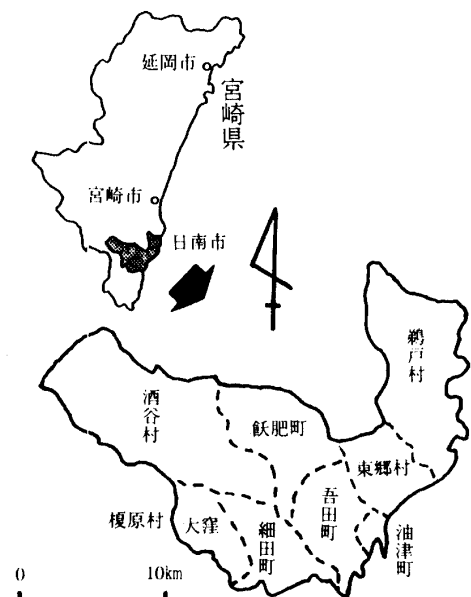 延岡市
宮崎県
宮崎市
日南市
鵜戸村
酒谷村
飫肥町
東郷村
吾田町
油津町
榎原村
大窪
細田町
0 10km